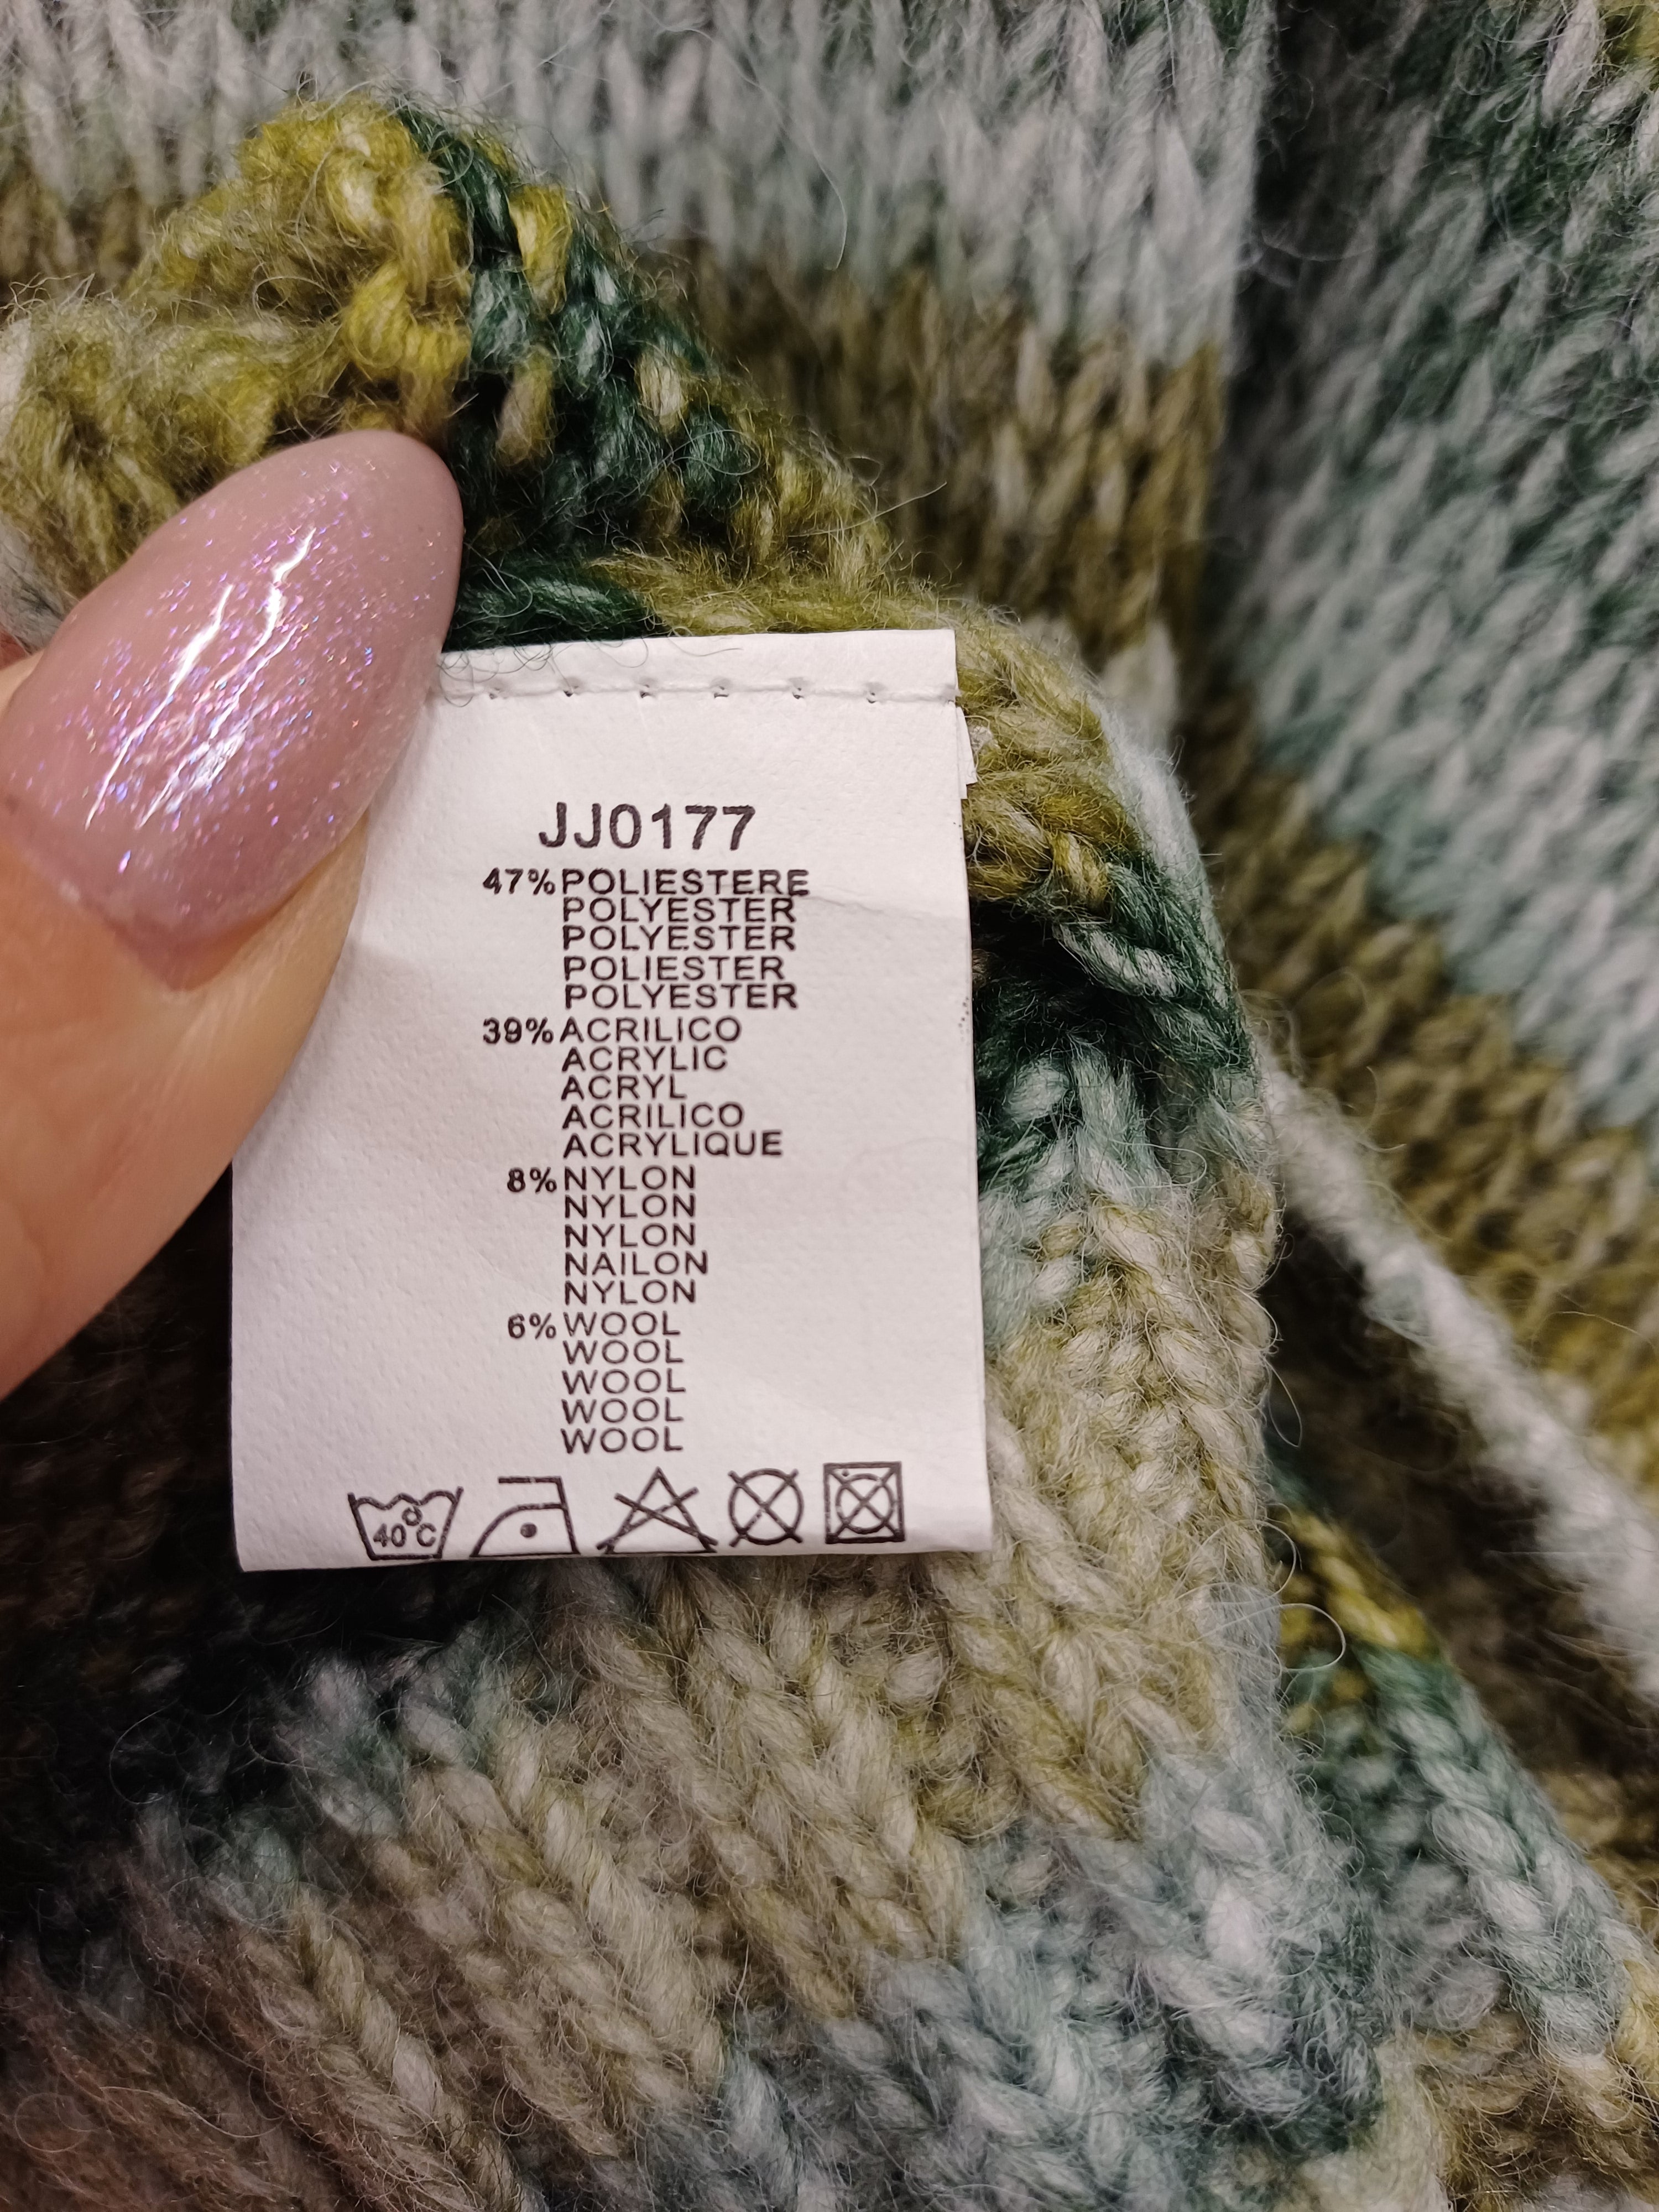 JJ0177
47% POLIESTERE
POLYESTER
POLYESTER
POLIESTER
POLYESTER
39% ACRILICO
ACRYLIC
ACRYL
ACRILICO
ACRYLIQUE
8% NYLON
NYLON
NYLON
NAILON
NYLON
6% WOOL
WOOL
WOOL
WOOL
WOOL
40°C